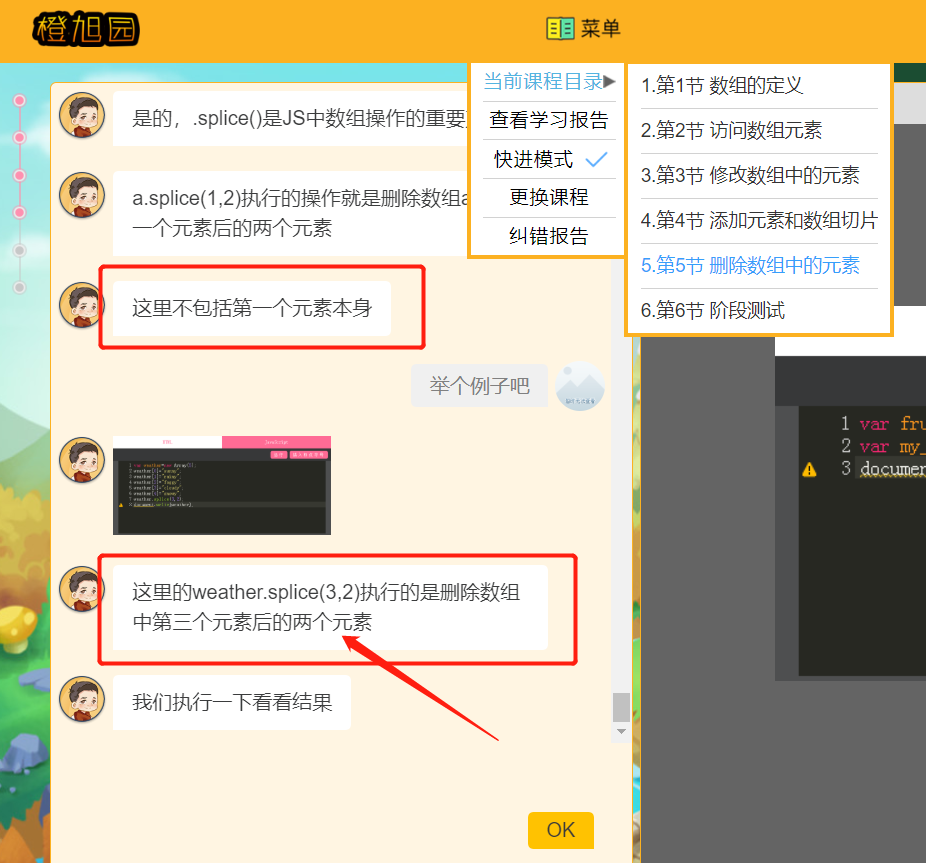 橙旭园
菜单
当前课程目录▶
查看学习报告
快进模式
更换课程
纠错报告
1.第1节 数组的定义
2.第2节 访问数组元素
3.第3节 修改数组中的元素
4.第4节 添加元素和数组切片
5.第5节 删除数组中的元素
6.第6节 阶段测试
是的，.splice()是JS中数组操作的重要
a.splice(1,2)执行的操作就是删除数组a
一个元素后的两个元素
这里不包括第一个元素本身
举个例子吧
JavaScript
这里的weather.splice(3,2)执行的是删除数组
中第三个元素后的两个元素
我们执行一下看看结果
OK
1 var fru
2 var my_
3 documen